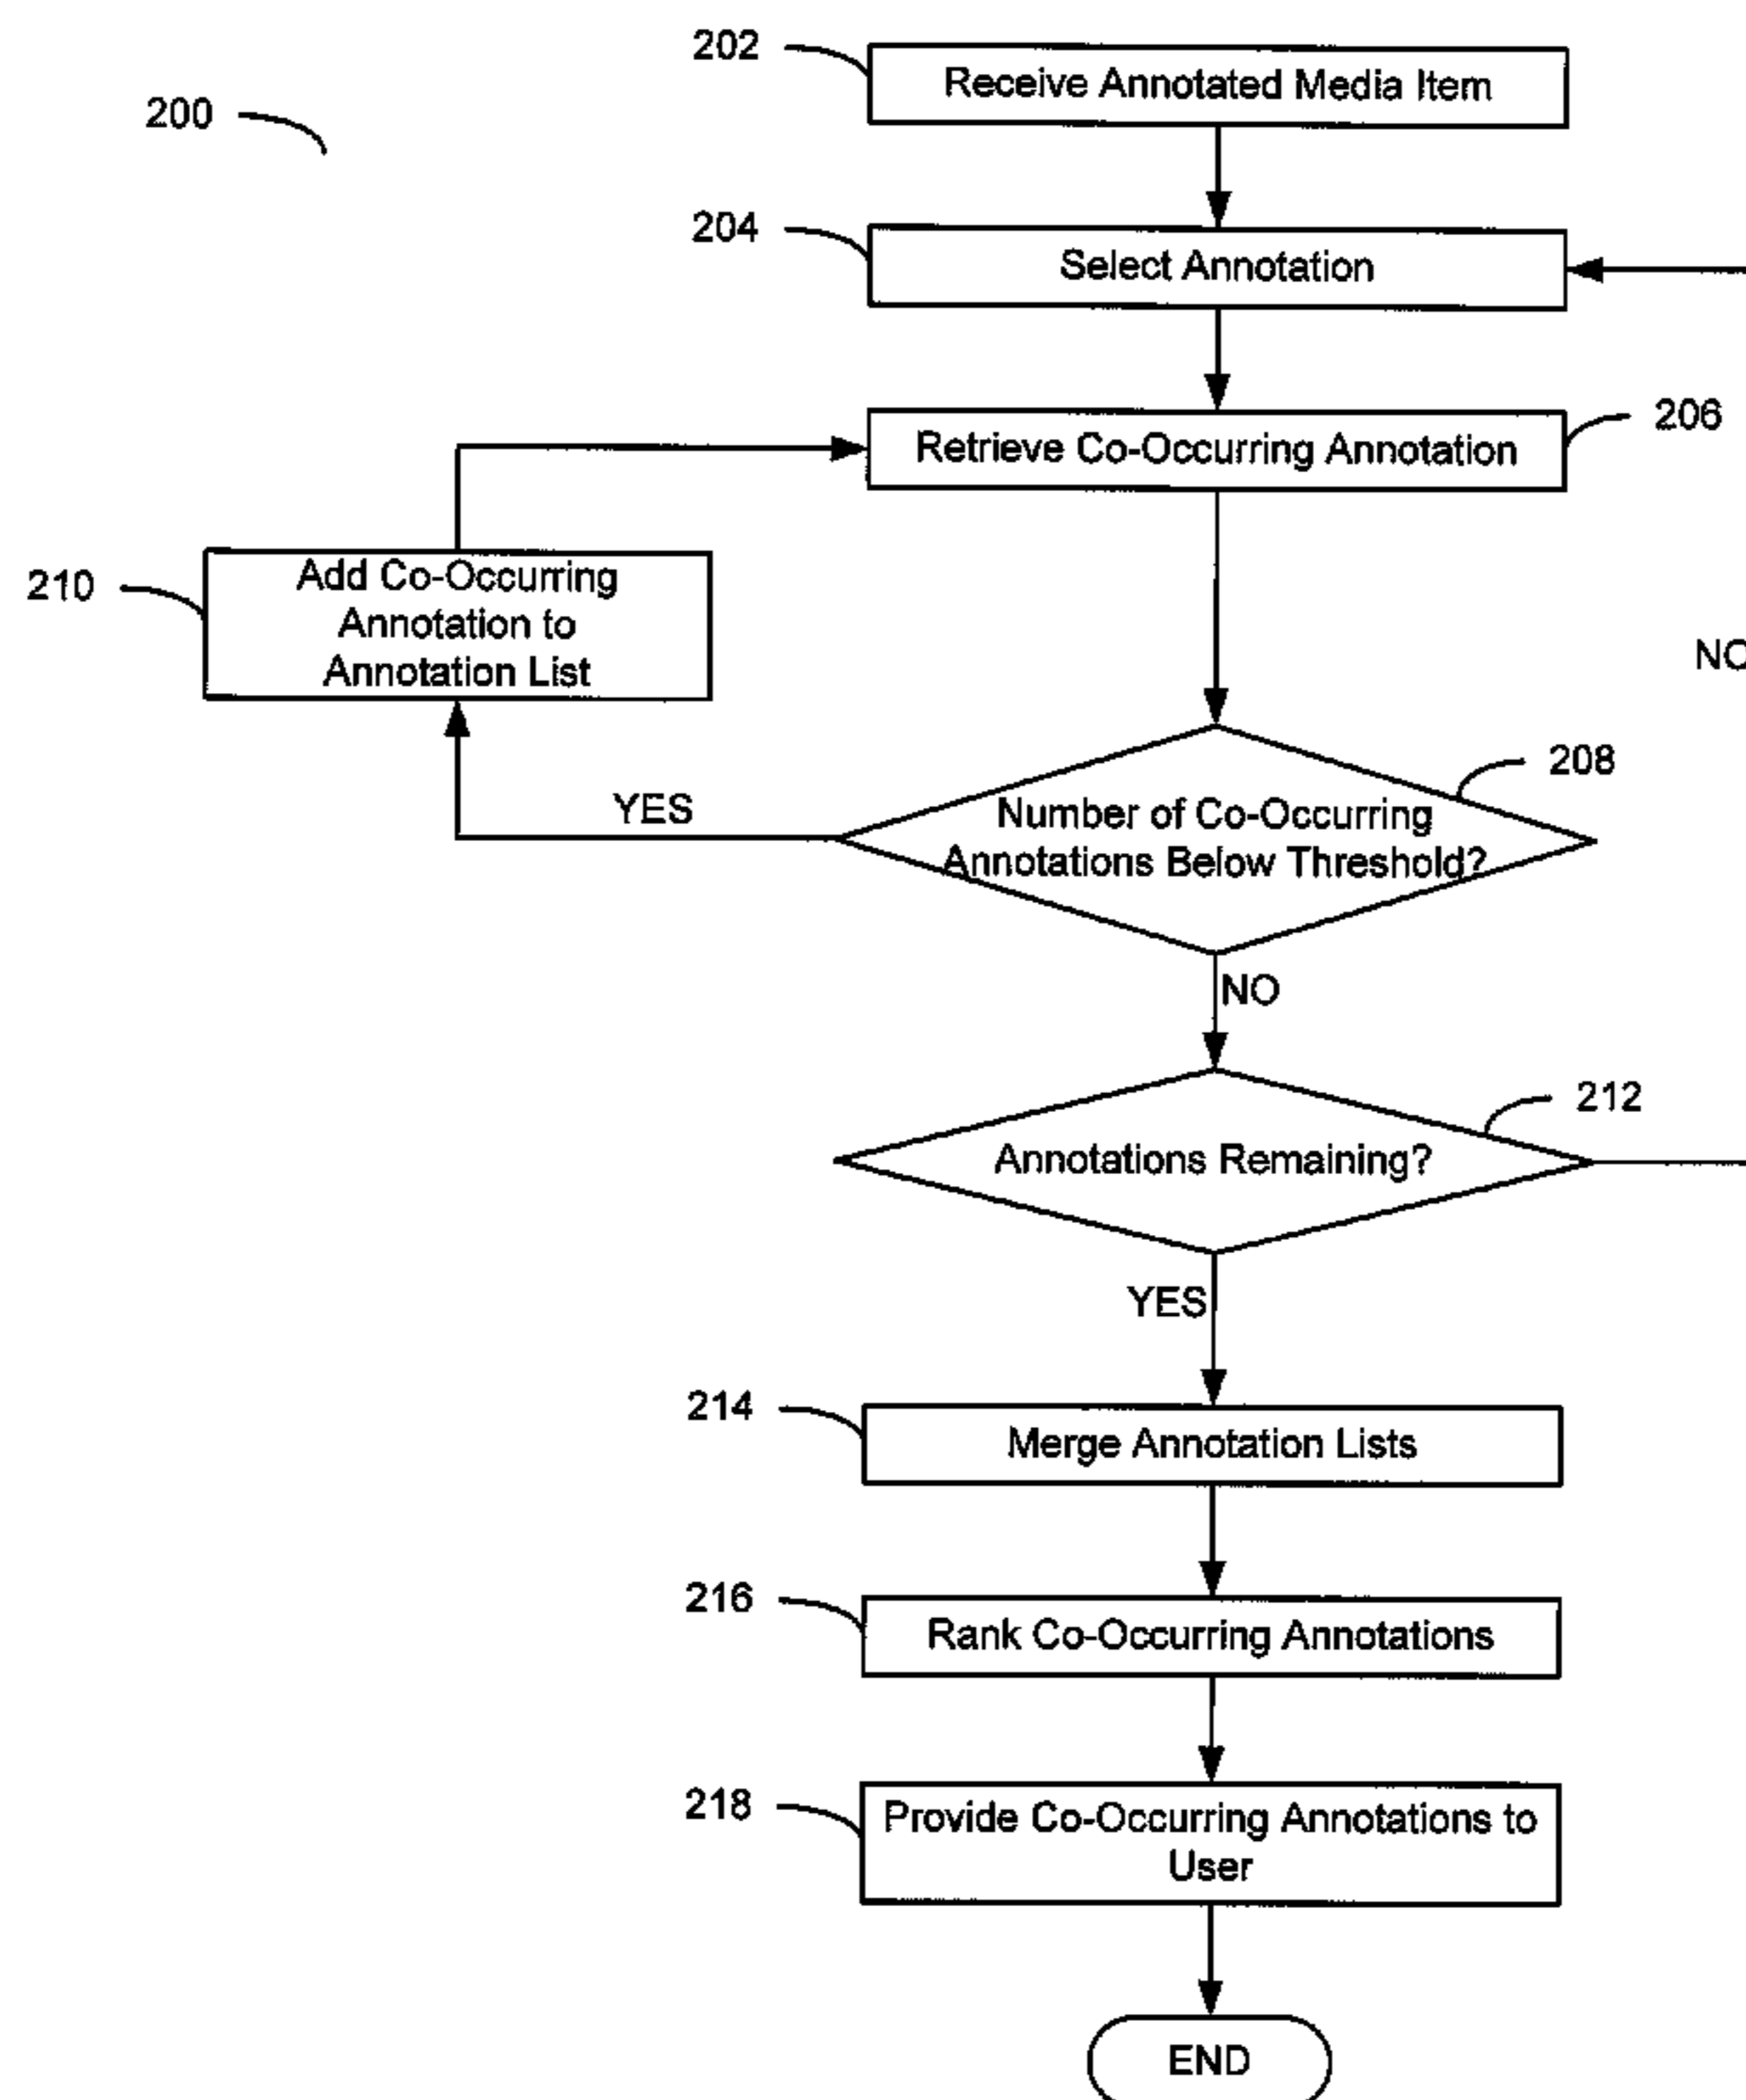 202
Receive Annotated Media Item
200
204
Select Annotation
206
Retrieve Co-Occurring Annotation
210
Add Co-Occurring
Annotation to
Annotation List
NO
208
YES
Number of Co-Occurring
Annotations Below Threshold?
NO
212
Annotations Remaining?
YES
214
Merge Annotation Lists
216
Rank Co-Occurring Annotations
218
Provide Co-Occurring Annotations to
User
END